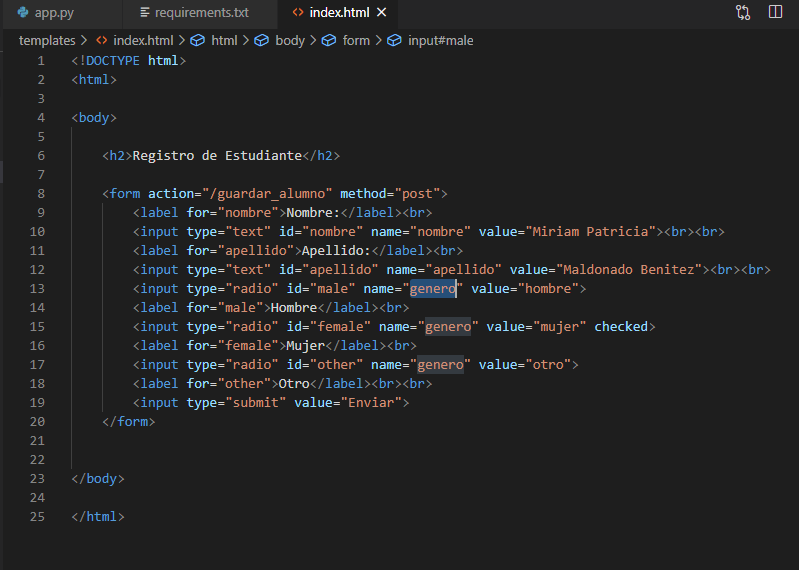 app.py requirements.txt index.html
templates > index.html > html > body > form > input#male
1 <!DOCTYPE html>
2 <html>
3
4 <body>
5
6 <h2>Registro de Estudiante</h2>
7
8 <form action="/guardar_alumno" method="post">
9 <label for="nombre">Nombre:</label><br>
10 <input type="text" id="nombre" name="nombre" value="Miriam Patricia"><br><br>
11 <label for="apellido">Apellido:</label><br>
12 <input type="text" id="apellido" name="apellido" value="Maldonado Benitez"><br><br>
13 <input type="radio" id="male" name="genero" value="hombre">
14 <label for="male">Hombre</label><br>
15 <input type="radio" id="female" name="genero" value="mujer" checked>
16 <label for="female">Mujer</label><br>
17 <input type="radio" id="other" name="genero" value="otro">
18 <label for="other">Otro</label><br><br>
19 <input type="submit" value="Enviar">
20 </form>
21
22
23 </body>
24
25 </html>